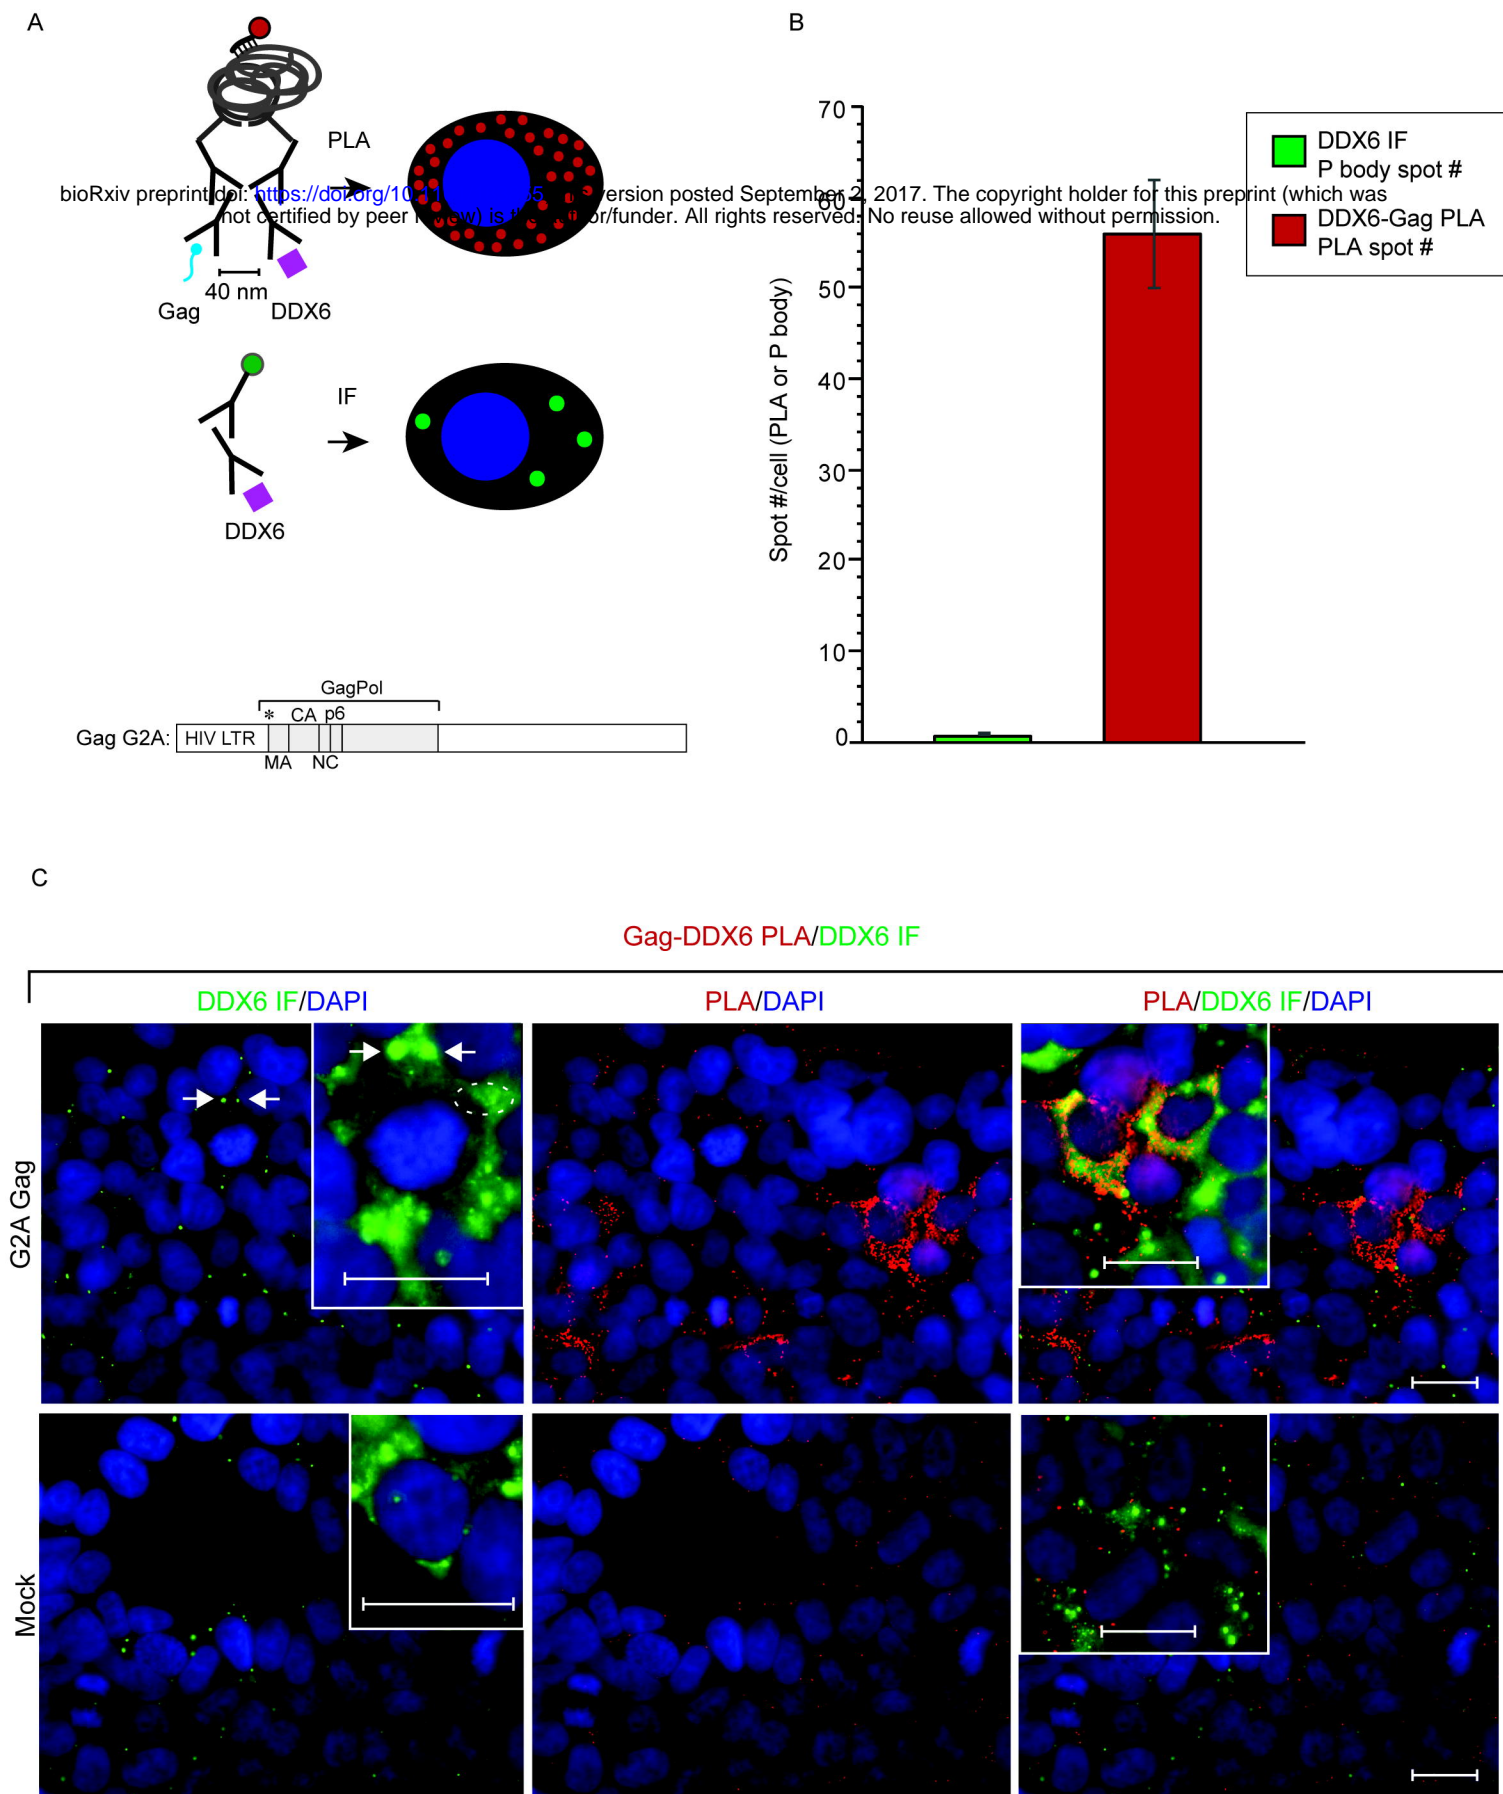 A
B
PLA
bioRxiv preprint doi: https://doi.org/10.11 55. version posted September 2, 2017. The copyright holder for this preprint (which was
not certified by peer review) is the author/funder. All rights reserved. No reuse allowed without permission.
40 nm
Gag
DDX6
IF
DDX6
GagPol
* CA p6
Gag G2A: HIV LTR
MA NC
70
60
50
40
30
20
10
0
Spot #/cell (PLA or P body)
DDX6 IF
P body spot #
DDX6-Gag PLA
PLA spot #
C
Gag-DDX6 PLA/DDX6 IF
DDX6 IF/DAPI
PLA/DAPI
PLA/DDX6 IF/DAPI
G2A Gag
Mock